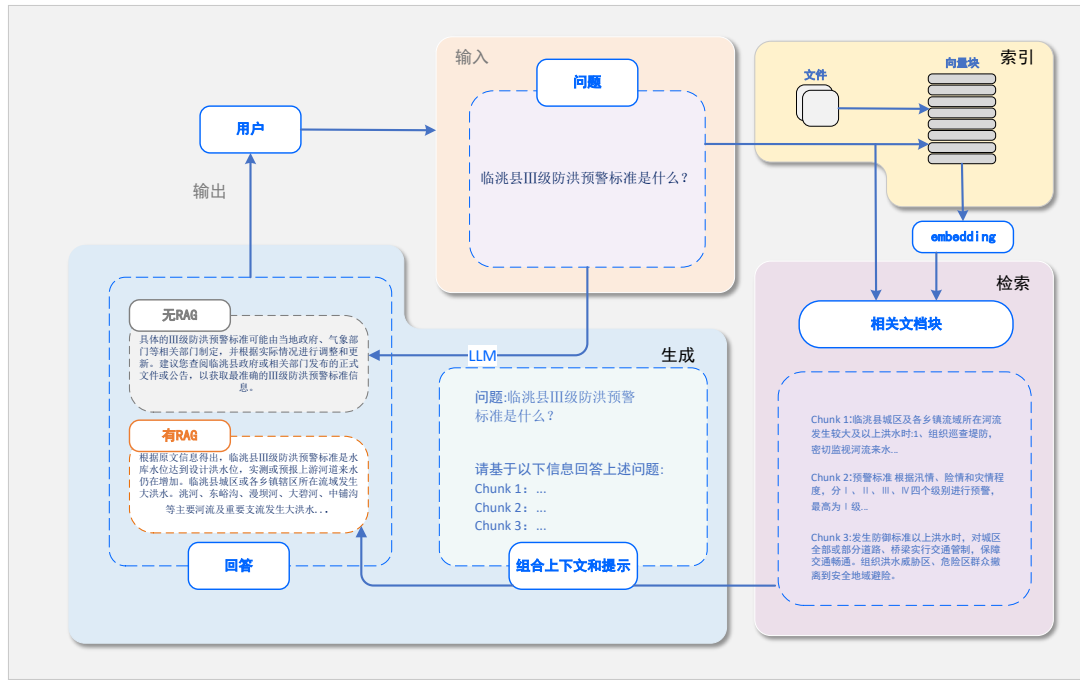 输入
问题
临洮县Ⅲ级防洪预警标准是什么？
索引
文件
向量块
用户
输出
embedding
检索
相关文档块
Chunk 1:临洮县城区及各乡镇流域所在河流
发生较大及以上洪水时:1、组织巡查堤防，
密切监视河流来水...
Chunk 2:预警标准 根据汛情、险情和灾情程
度，分Ⅰ、Ⅱ、Ⅲ、Ⅳ四个级别进行预警，
最高为Ⅰ级...
Chunk 3:发生防御标准以上洪水时，对城区
全部或部分道路、桥梁实行交通管制，保障
交通畅通。组织洪水威胁区、危险区群众撤
离到安全地域避险。
生成
LLM
问题:临洮县Ⅲ级防洪预警
标准是什么？
请基于以下信息回答上述问题:
Chunk 1：...
Chunk 2：...
Chunk 3：...
组合上下文和提示
无RAG
具体的Ⅲ级防洪预警标准可能由当地政府、气象部
门等相关部门制定，并根据实际情况进行调整和更
新。建议您查阅临洮县政府或相关部门发布的正式
文件或公告，以获取最准确的Ⅲ级防洪预警标准信
息。
有RAG
根据原文信息得出，临洮县Ⅲ级防洪预警标准是水
库水位达到设计洪水位，实测或预报上游河道来水
仍在增加。临洮县城区或各乡镇辖区所在流域发生
大洪水。洮河、东峪沟、漫坝河、大碧河、中铺沟
等主要河流及重要支流发生大洪水...
回答